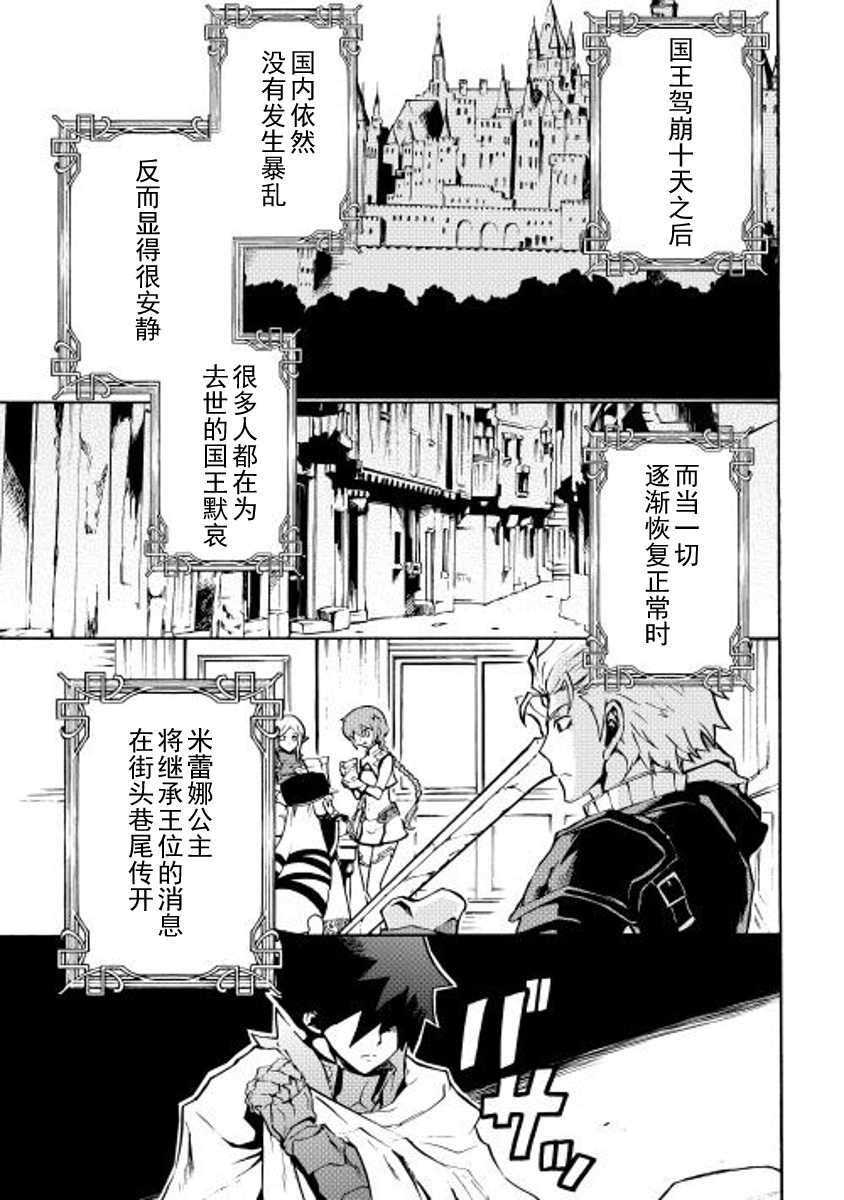 国王驾崩十天之后
国内依然
没有发生暴乱
反而显得很安静
很多人都在为
去世的国王默哀
而当一切
逐渐恢复正常时
米蕾娜公主
将继承王位的消息
在街头巷尾传开
ザッ